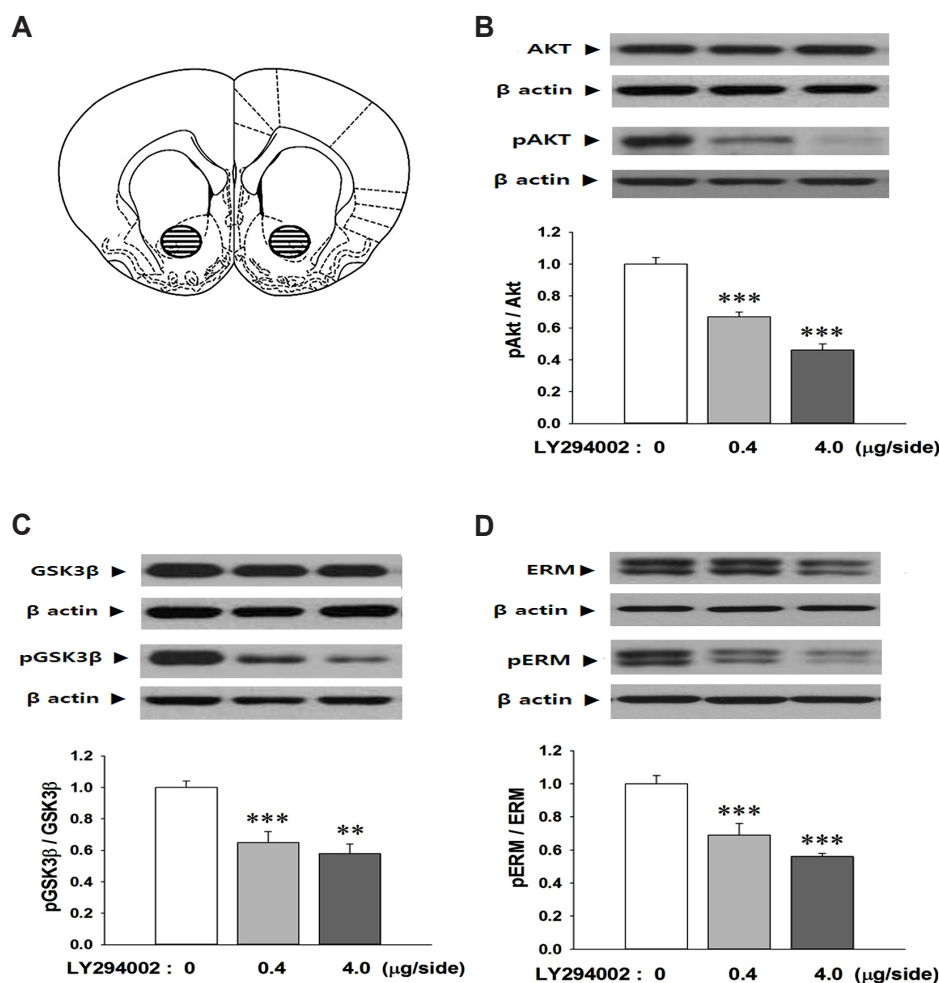 A
B
AKT ►
β actin ►
pAKT ►
β actin ►
1.2
1.0
0.8
0.6
0.4
0.2
0.0
pAkt / Akt
***
***
LY294002 : 0 0.4 4.0 (μg/side)
C
GSK3β ►
β actin ►
pGSK3β ►
β actin ►
1.2
1.0
0.8
0.6
0.4
0.2
0.0
pGSK3β / GSK3β
***
**
LY294002 : 0 0.4 4.0 (μg/side)
D
ERM ►
β actin ►
pERM ►
β actin ►
1.2
1.0
0.8
0.6
0.4
0.2
0.0
pERM / ERM
***
***
LY294002 : 0 0.4 4.0 (μg/side)